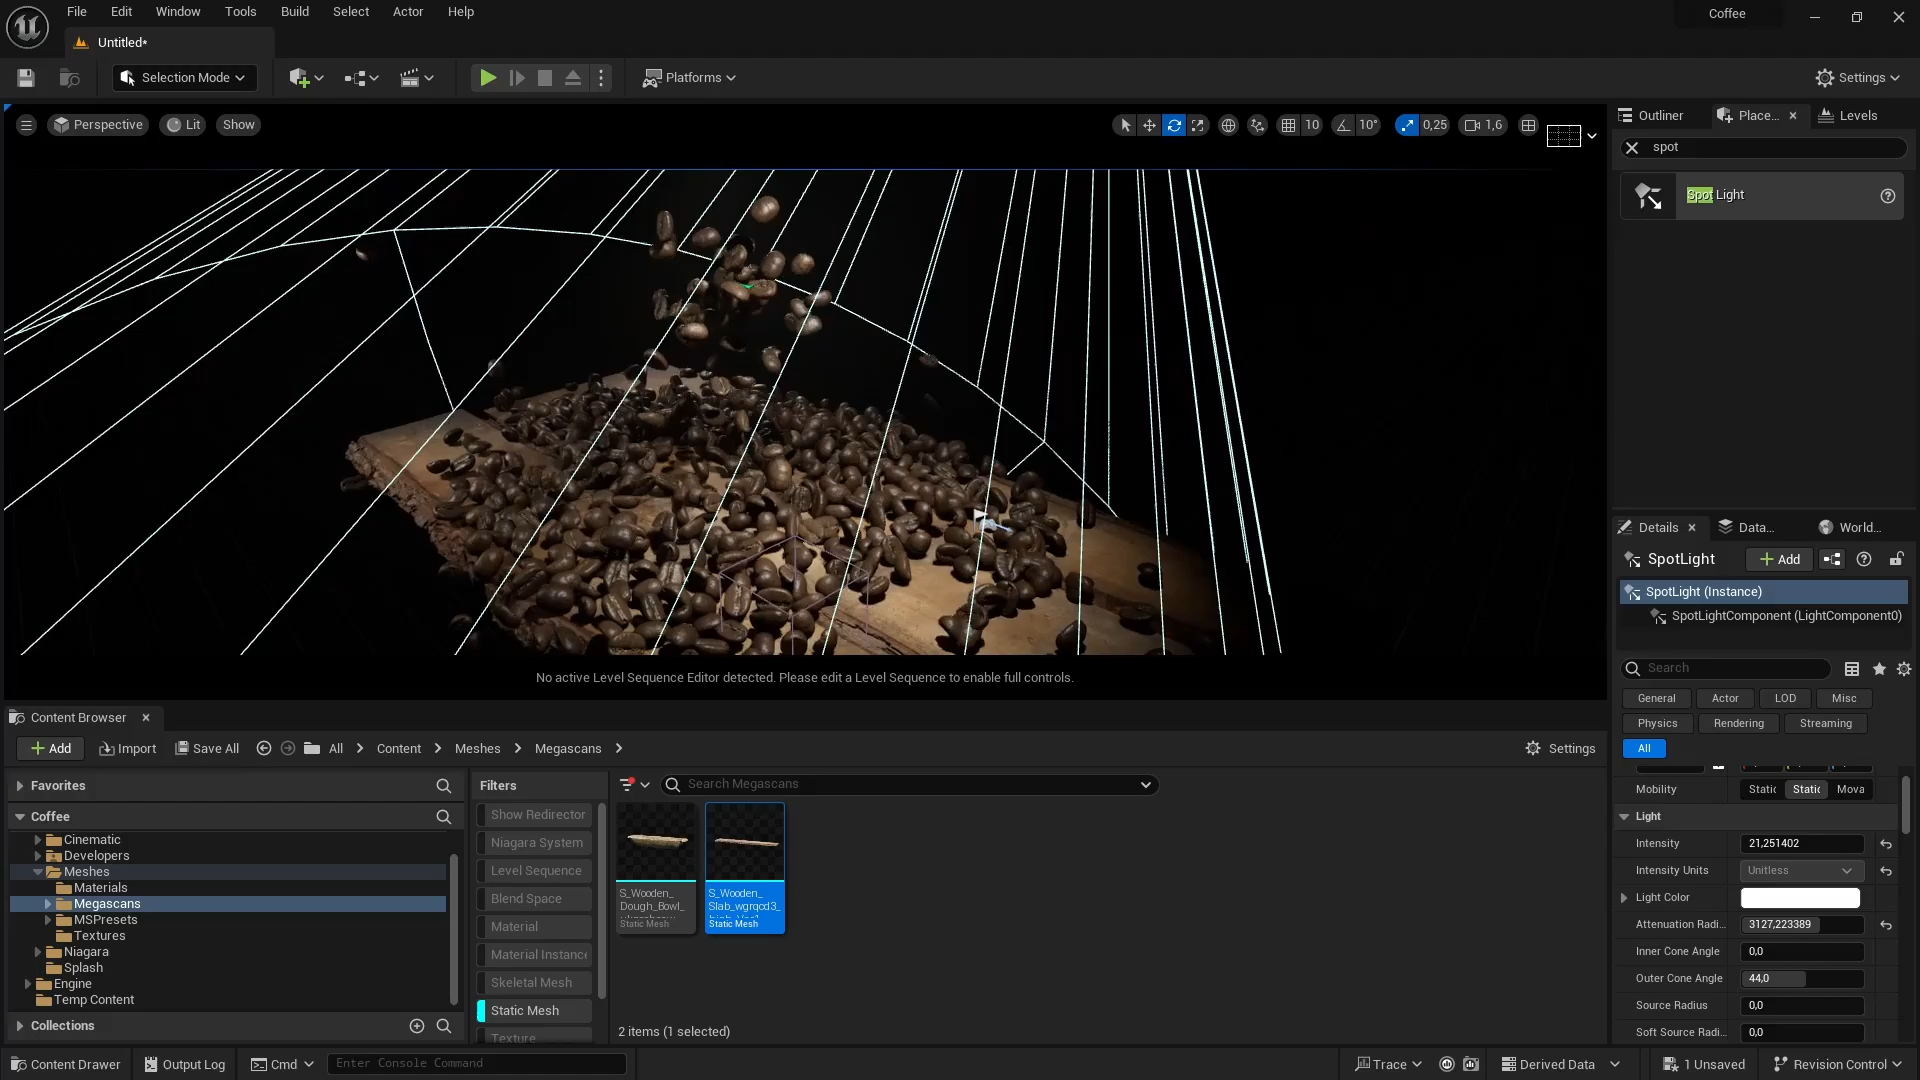 File Edit Window Tools Build Select Actor Help
Coffee
Untitled*
Selection Mode
Platforms
Settings
Perspective Lit Show
10 10° 0,25 1,6
Outliner Place... Levels
spot
Spot Light
No active Level Sequence Editor detected. Please edit a Level Sequence to enable full controls.
Details Data... World...
SpotLight Add
SpotLight (Instance)
SpotLightComponent (LightComponent0)
Search
General Actor LOD Misc
Physics Rendering Streaming
All
Mobility Static Static Mova
Light
Intensity 21,251402
Intensity Units Unitless
Light Color
Attenuation Radi... 3127,223389
Inner Cone Angle 0,0
Outer Cone Angle 44,0
Source Radius 0,0
Soft Source Radi... 0,0
Content Browser
Add Import Save All All Content Meshes Megascans Settings
Favorites
Coffee
Cinematic
Developers
Meshes
Materials
Megascans
MSPresets
Textures
Niagara
Splash
Engine
Temp Content
Collections
Filters
Show Redirector
Niagara System
Level Sequence
Blend Space
Material
Material Instance
Skeletal Mesh
Static Mesh
Texture
Search Megascans
S_Wooden_
Dough_Bowl_
Static Mesh
S_Wooden_
Slab_wgrqcd3_
Static Mesh
2 items (1 selected)
Content Drawer Output Log Cmd Enter Console Command
Trace Derived Data 1 Unsaved Revision Control